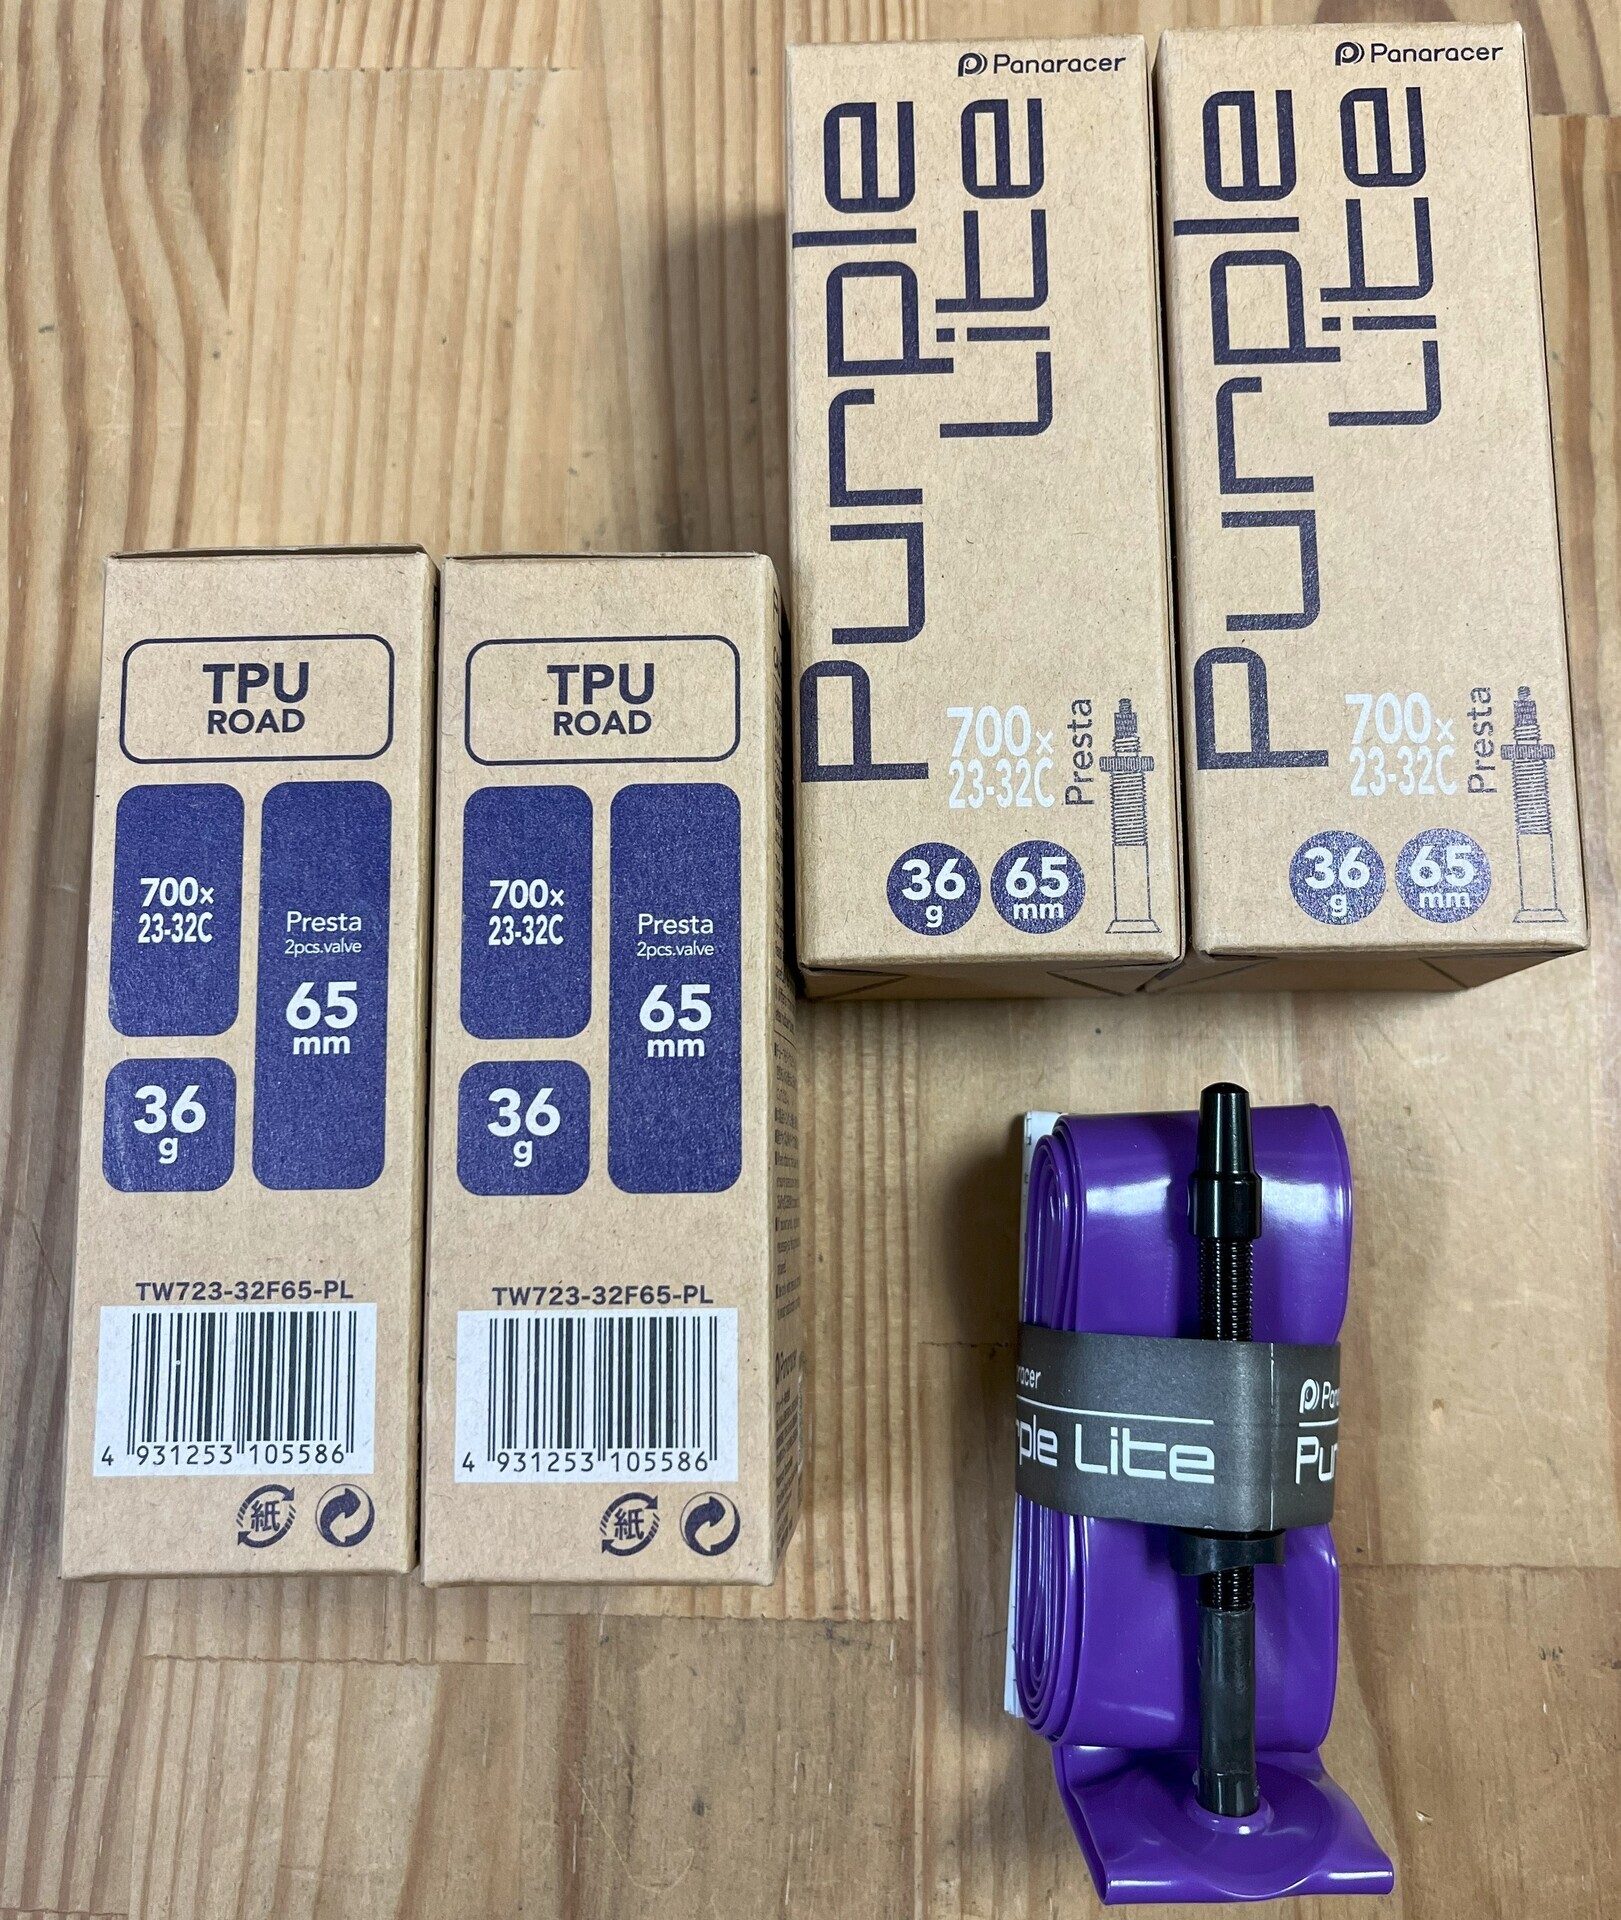 Panaracer
Purple
Lite
700×
23-32C
Presta
36
g
65
mm
Panaracer
Purple
Lite
700×
23-32C
Presta
36
g
65
mm
TPU
ROAD
700×
23-32C
Presta
2pcs.valve
65
mm
36
g
TW723-32F65-PL
4 931253 105586
紙
TPU
ROAD
700×
23-32C
Presta
2pcs.valve
65
mm
36
g
TW723-32F65-PL
4 931253 105586
紙
racer
ple Lite
Pa
Pu